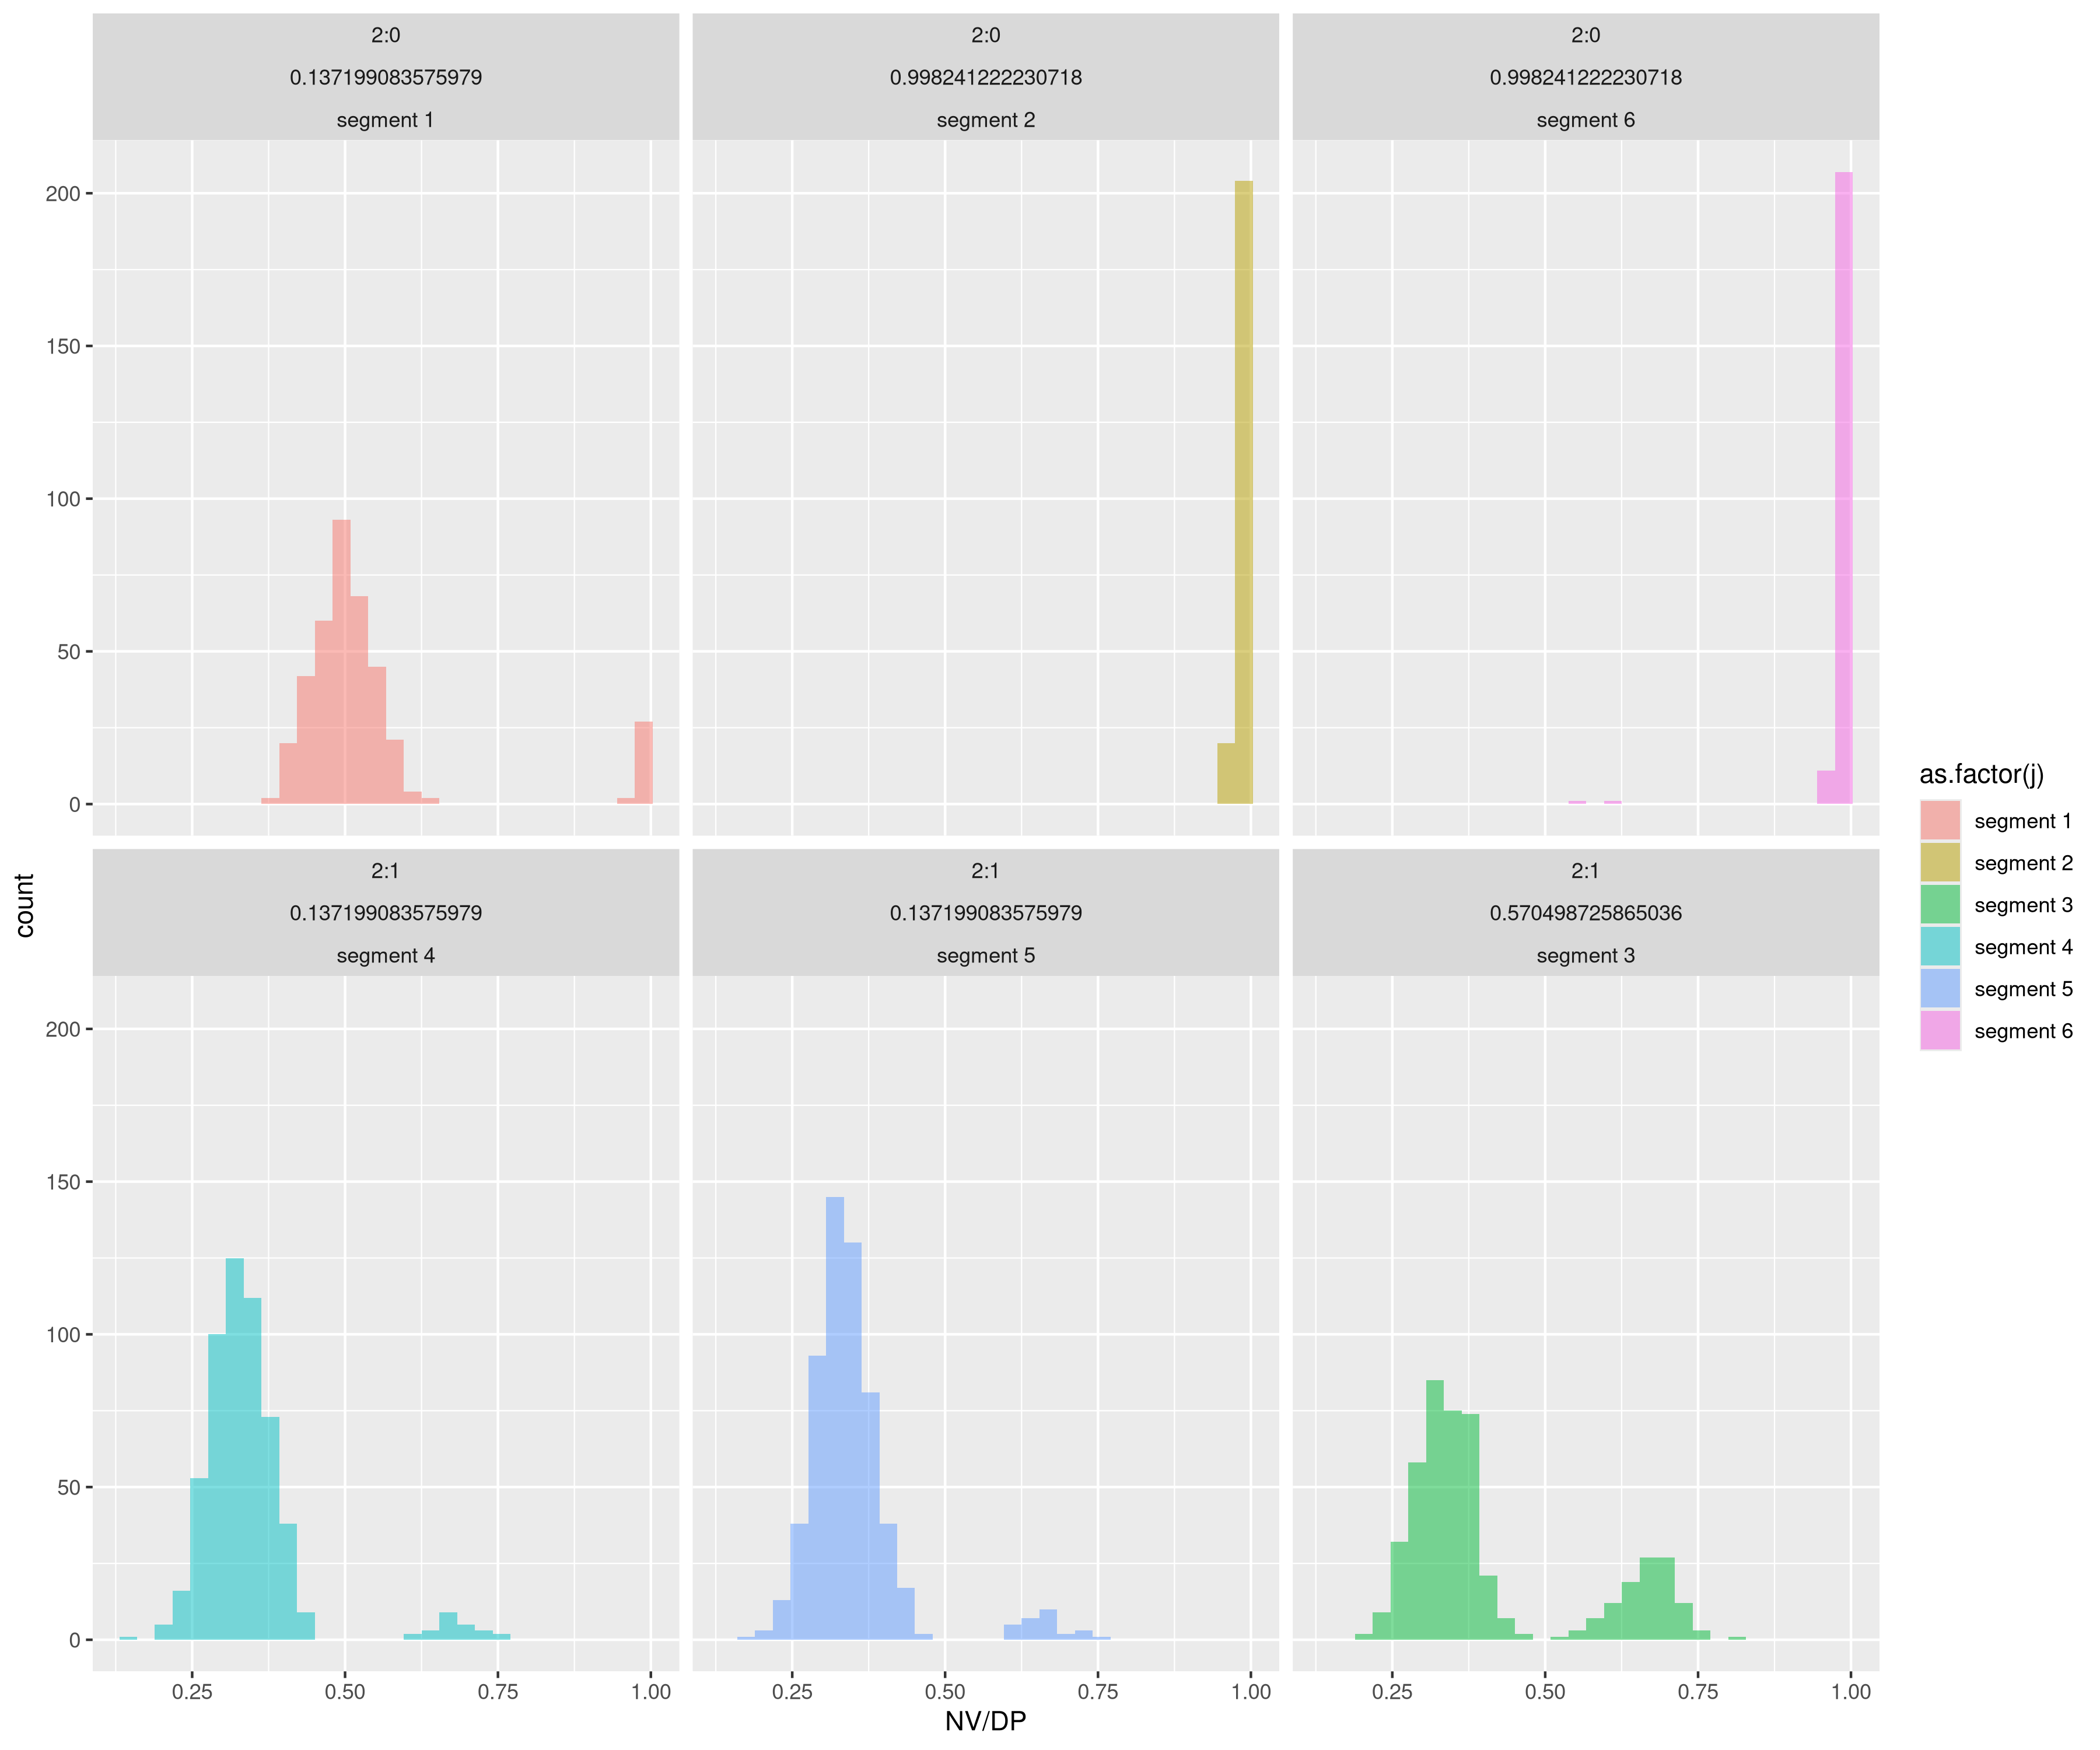 2:0
0.137199083575979
segment 1
2:0
0.998241222230718
segment 2
2:0
0.998241222230718
segment 6
200
150
100
50
0
2:1
0.137199083575979
segment 4
2:1
0.137199083575979
segment 5
2:1
0.570498725865036
segment 3
200
150
100
50
0
0.25 0.50 0.75 1.00
0.25 0.50 0.75 1.00
0.25 0.50 0.75 1.00
NV/DP
count
as.factor(j)
segment 1
segment 2
segment 3
segment 4
segment 5
segment 6